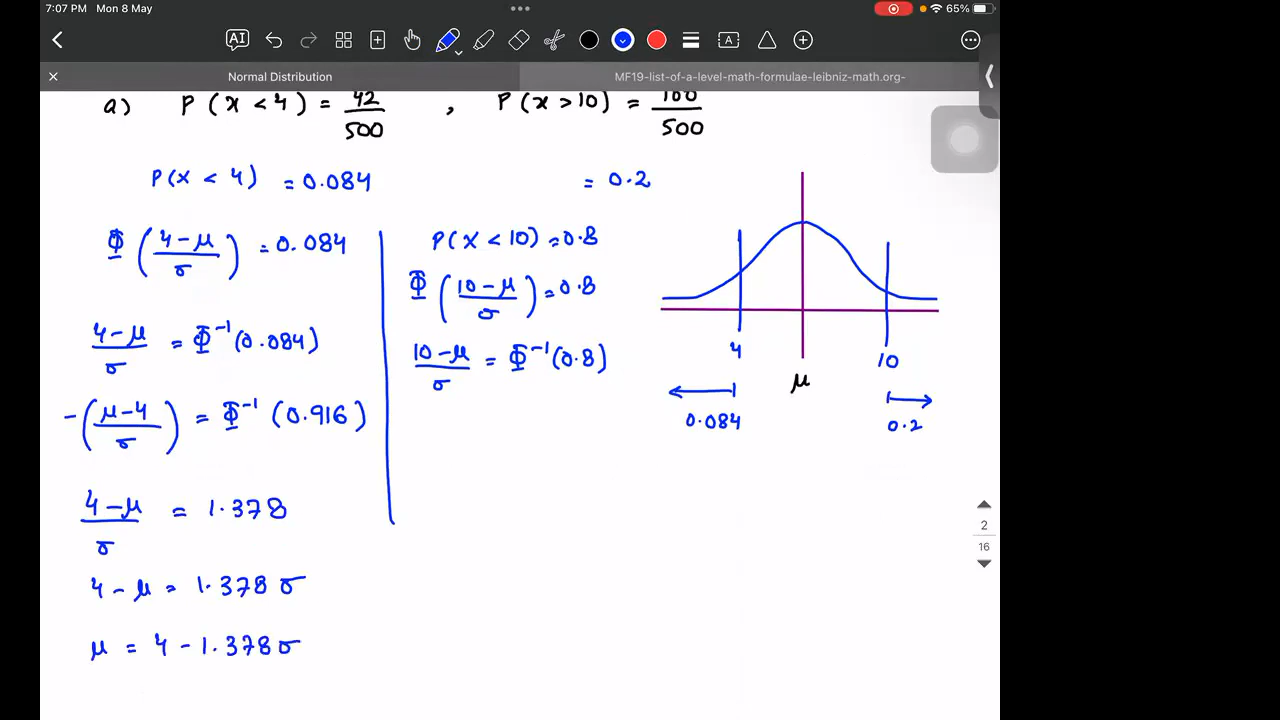 7:07 PM Mon 8 May
65%
AI
A
Normal Distribution
MF19-list-of-a-level-math-formulae-leibniz-math.org-
a) P(x < 4) = 42/500 , P(x > 10) = 100/500
P(x < 4) = 0.084
= 0.2
Φ((4-μ)/σ) = 0.084
(4-μ)/σ = Φ⁻¹(0.084)
-((μ-4)/σ) = Φ⁻¹(0.916)
(4-μ)/σ = 1.378
4-μ = 1.378σ
μ = 4-1.378σ
P(x < 10) = 0.8
Φ((10-μ)/σ) = 0.8
(10-μ)/σ = Φ⁻¹(0.8)
4
μ
10
0.084
0.2
2
16